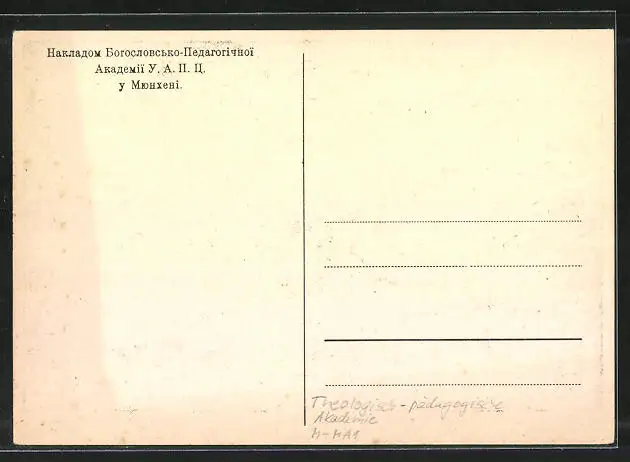 Накладом Богословсько-Педагогічної
Академії У. А. П. Ц.
у Мюнхені.
Theologisch-pädagogische
Akademie